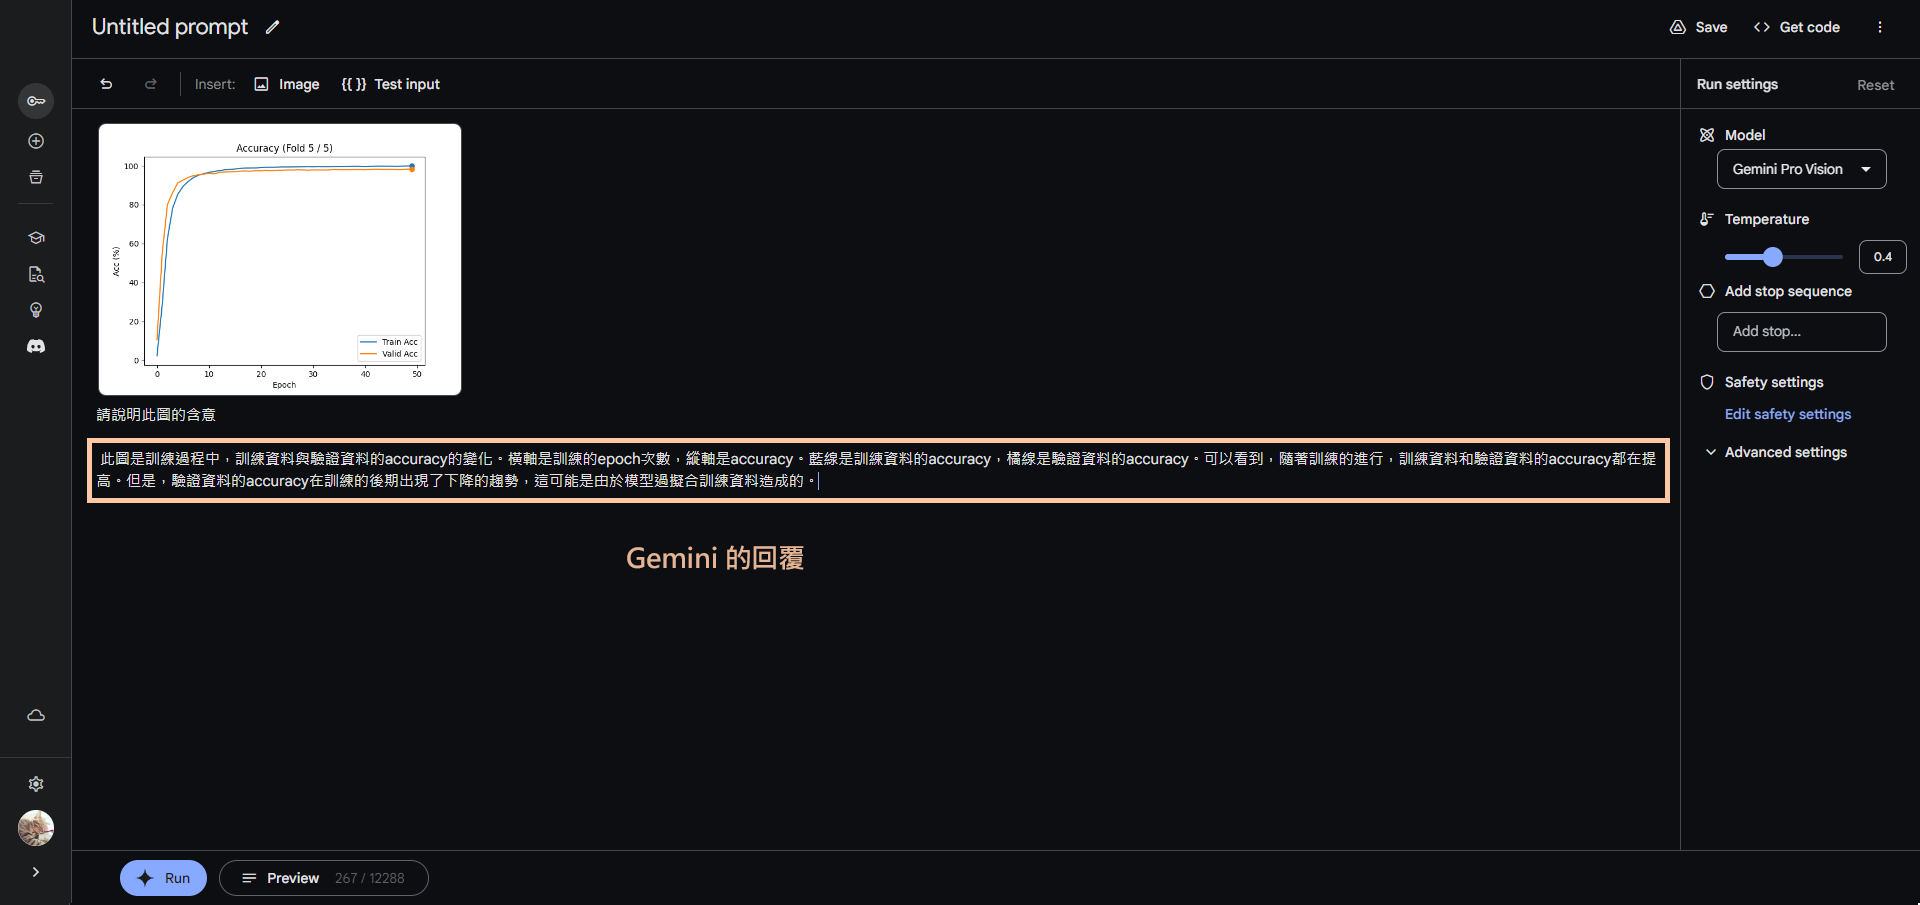 Untitled prompt
Save
Get code
Insert:
Image
{{ }} Test input
Run settings
Reset
Accuracy (Fold 5 / 5)
100
80
60
40
20
0
Acc (%)
Train Acc
Valid Acc
0 10 20 30 40 50
Epoch
請說明此圖的含意
此圖是訓練過程中，訓練資料與驗證資料的accuracy的變化。橫軸是訓練的epoch次數，縱軸是accuracy。藍線是訓練資料的accuracy，橘線是驗證資料的accuracy。可以看到，隨著訓練的進行，訓練資料和驗證資料的accuracy都在提
高。但是，驗證資料的accuracy在訓練的後期出現了下降的趨勢，這可能是由於模型過擬合訓練資料造成的。
Gemini 的回覆
Model
Gemini Pro Vision
Temperature
0.4
Add stop sequence
Add stop...
Safety settings
Edit safety settings
Advanced settings
Run
Preview 267 / 12288